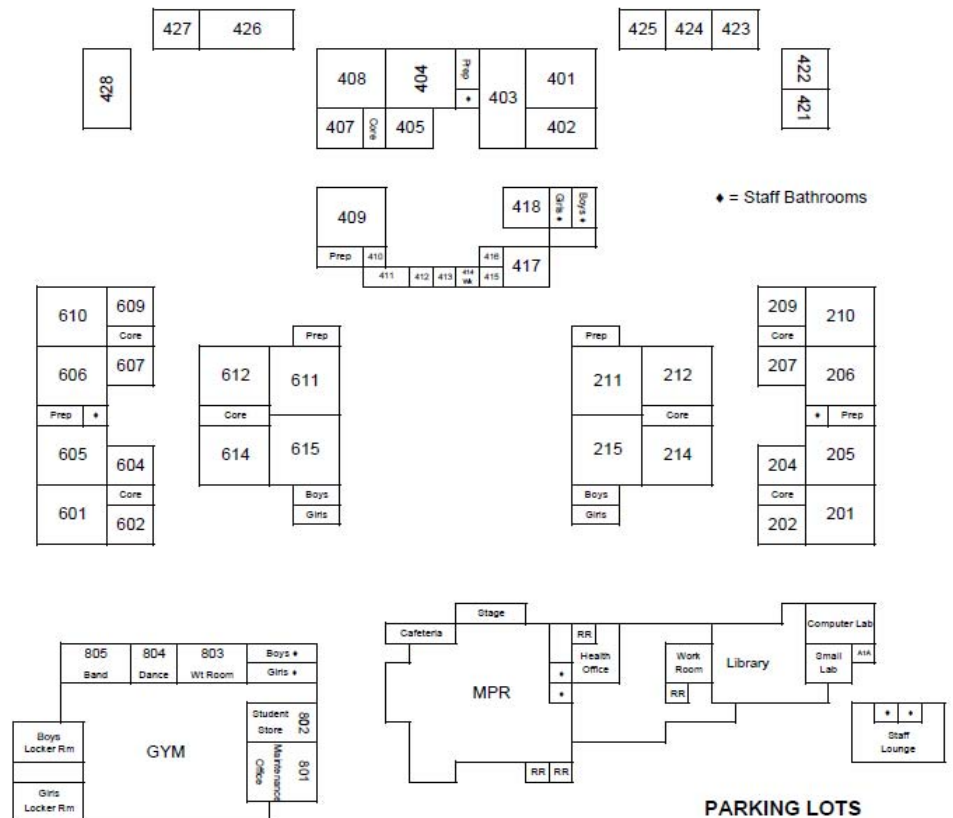 427 426
425 424 423
428
408 404 Prep ♦ 403 401
422
421
407 Core 405 402
♦ = Staff Bathrooms
409
418 Girls ♦ Boys ♦
Prep 410
411 412 413 414 Wk 415
416
417
610 609
Core
606 607
Prep ♦
605 604
Core
601 602
Prep
612 611
Core
614 615
Boys
Girls
Prep
211 212
Core
215 214
Boys
Girls
209 210
Core
207 206
♦ Prep
204 205
Core
202 201
805 804 803 Boys ♦
Band Dance Wt Room Girls ♦
Student Store 802
Boys
Locker Rm
GYM
Maintenance Office 801
Girls
Locker Rm
Stage
Cafeteria
MPR
RR
Health
Office
♦
♦
RR RR
Work
Room
RR
Library
Computer Lab
Small
Lab
A1A
♦ ♦
Staff
Lounge
PARKING LOTS